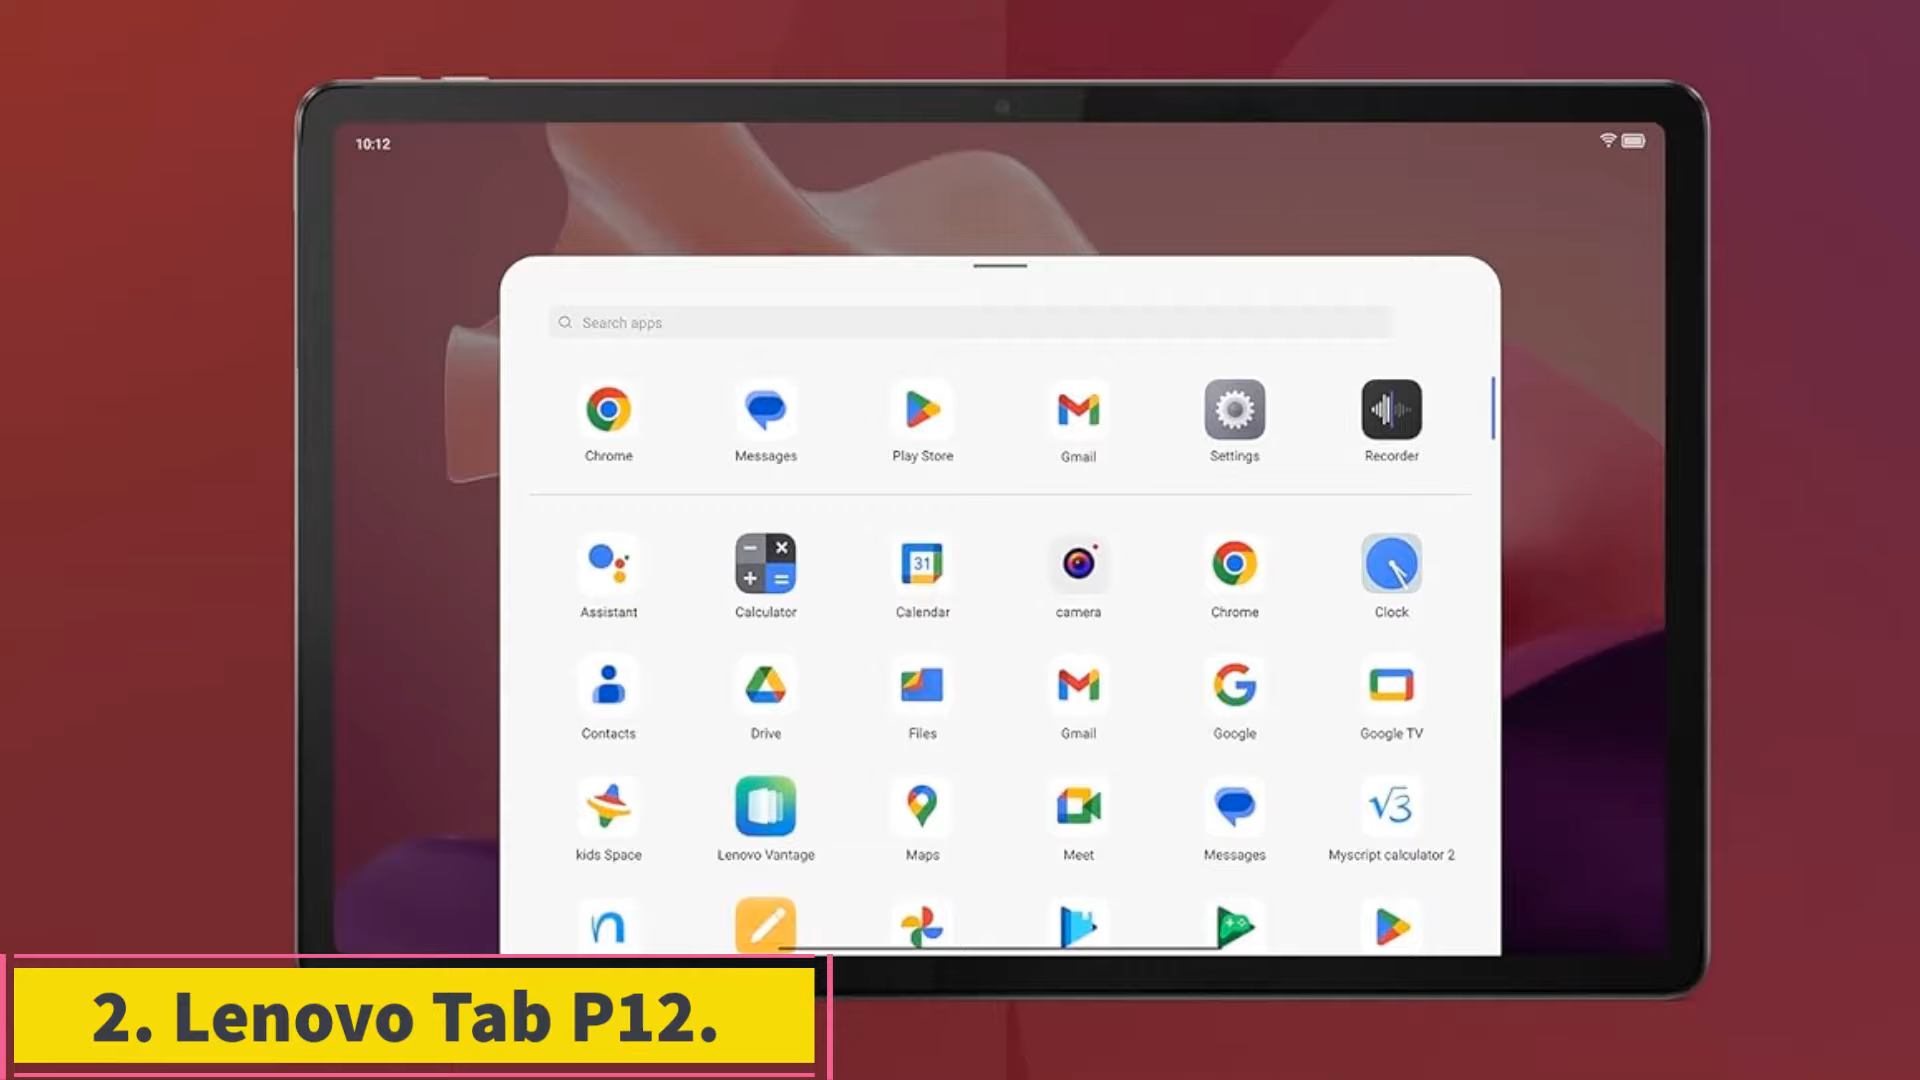 10:12
Search apps
Chrome
Messages
Play Store
Gmail
Settings
Recorder
31
Assistant
Calculator
Calendar
camera
Chrome
Clock
Contacts
Drive
Files
Gmail
Google
Google TV
√3
kids Space
Lenovo Vantage
Maps
Meet
Messages
Myscript calculator 2
2. Lenovo Tab P12.